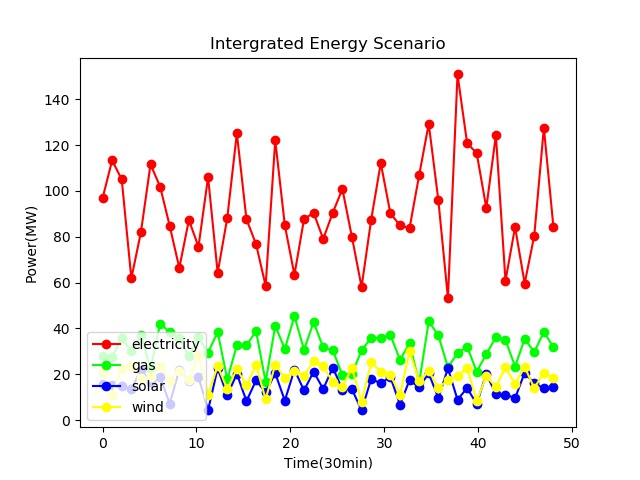 Intergrated Energy Scenario
Power(MW)
140
120
100
80
60
40
20
0
electricity
gas
solar
wind
0 10 20 30 40 50
Time(30min)